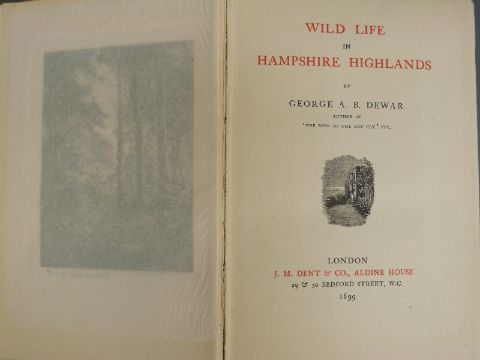 WILD LIFE
IN
HAMPSHIRE HIGHLANDS
BY
GEORGE A. B. DEWAR
AUTHOR OF
'THE BOOK OF THE DRY FLY,' ETC.
LONDON
J. M. DENT & CO., ALDINE HOUSE
29 & 30 BEDFORD STREET, W.C.
1899